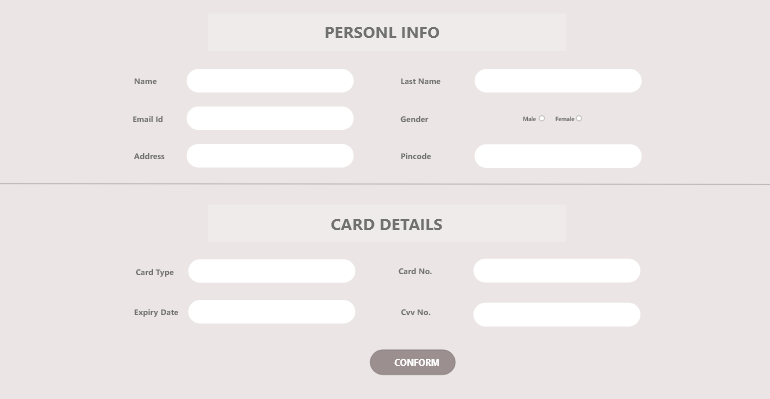 PERSONL INFO
Name
Last Name
Email Id
Gender
Male
Female
Address
Pincode
CARD DETAILS
Card Type
Card No.
Expiry Date
Cvv No.
CONFORM